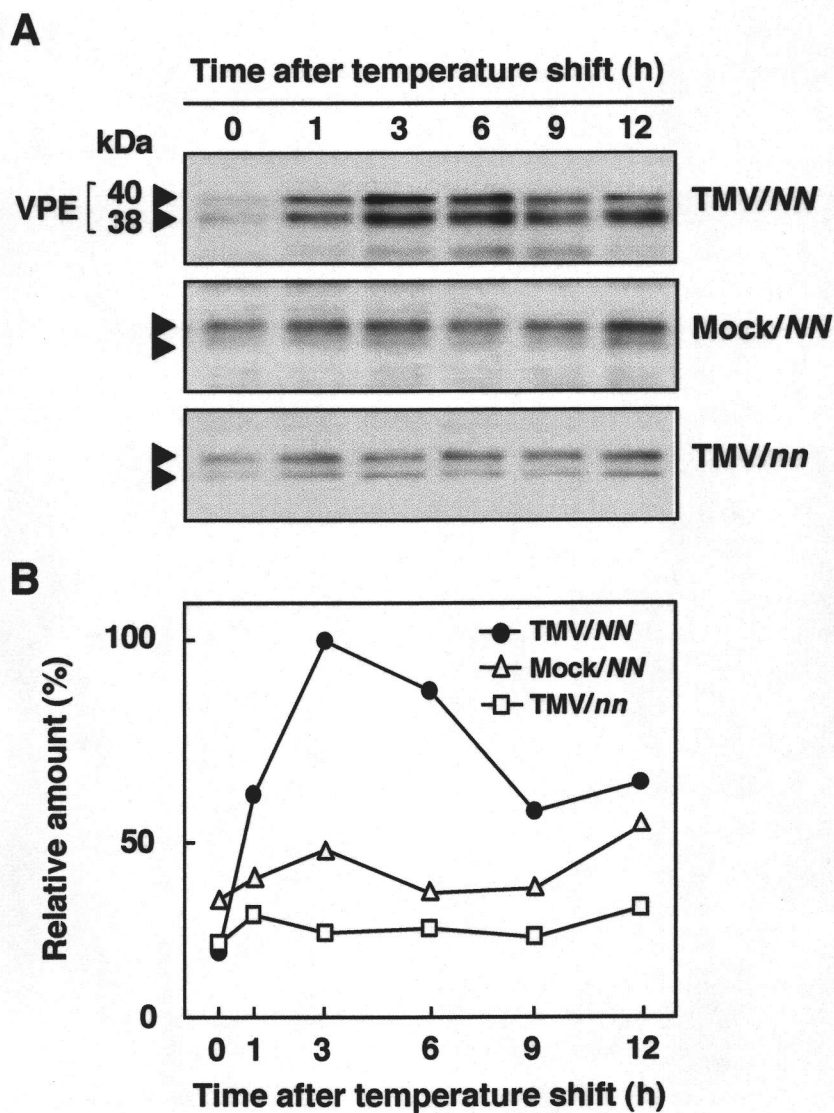 A
Time after temperature shift (h)
kDa 0 1 3 6 9 12
VPE 40 38 TMV/NN
Mock/NN
TMV/nn
B
100
50
0
Relative amount (%)
TMV/NN
Mock/NN
TMV/nn
0 1 3 6 9 12
Time after temperature shift (h)